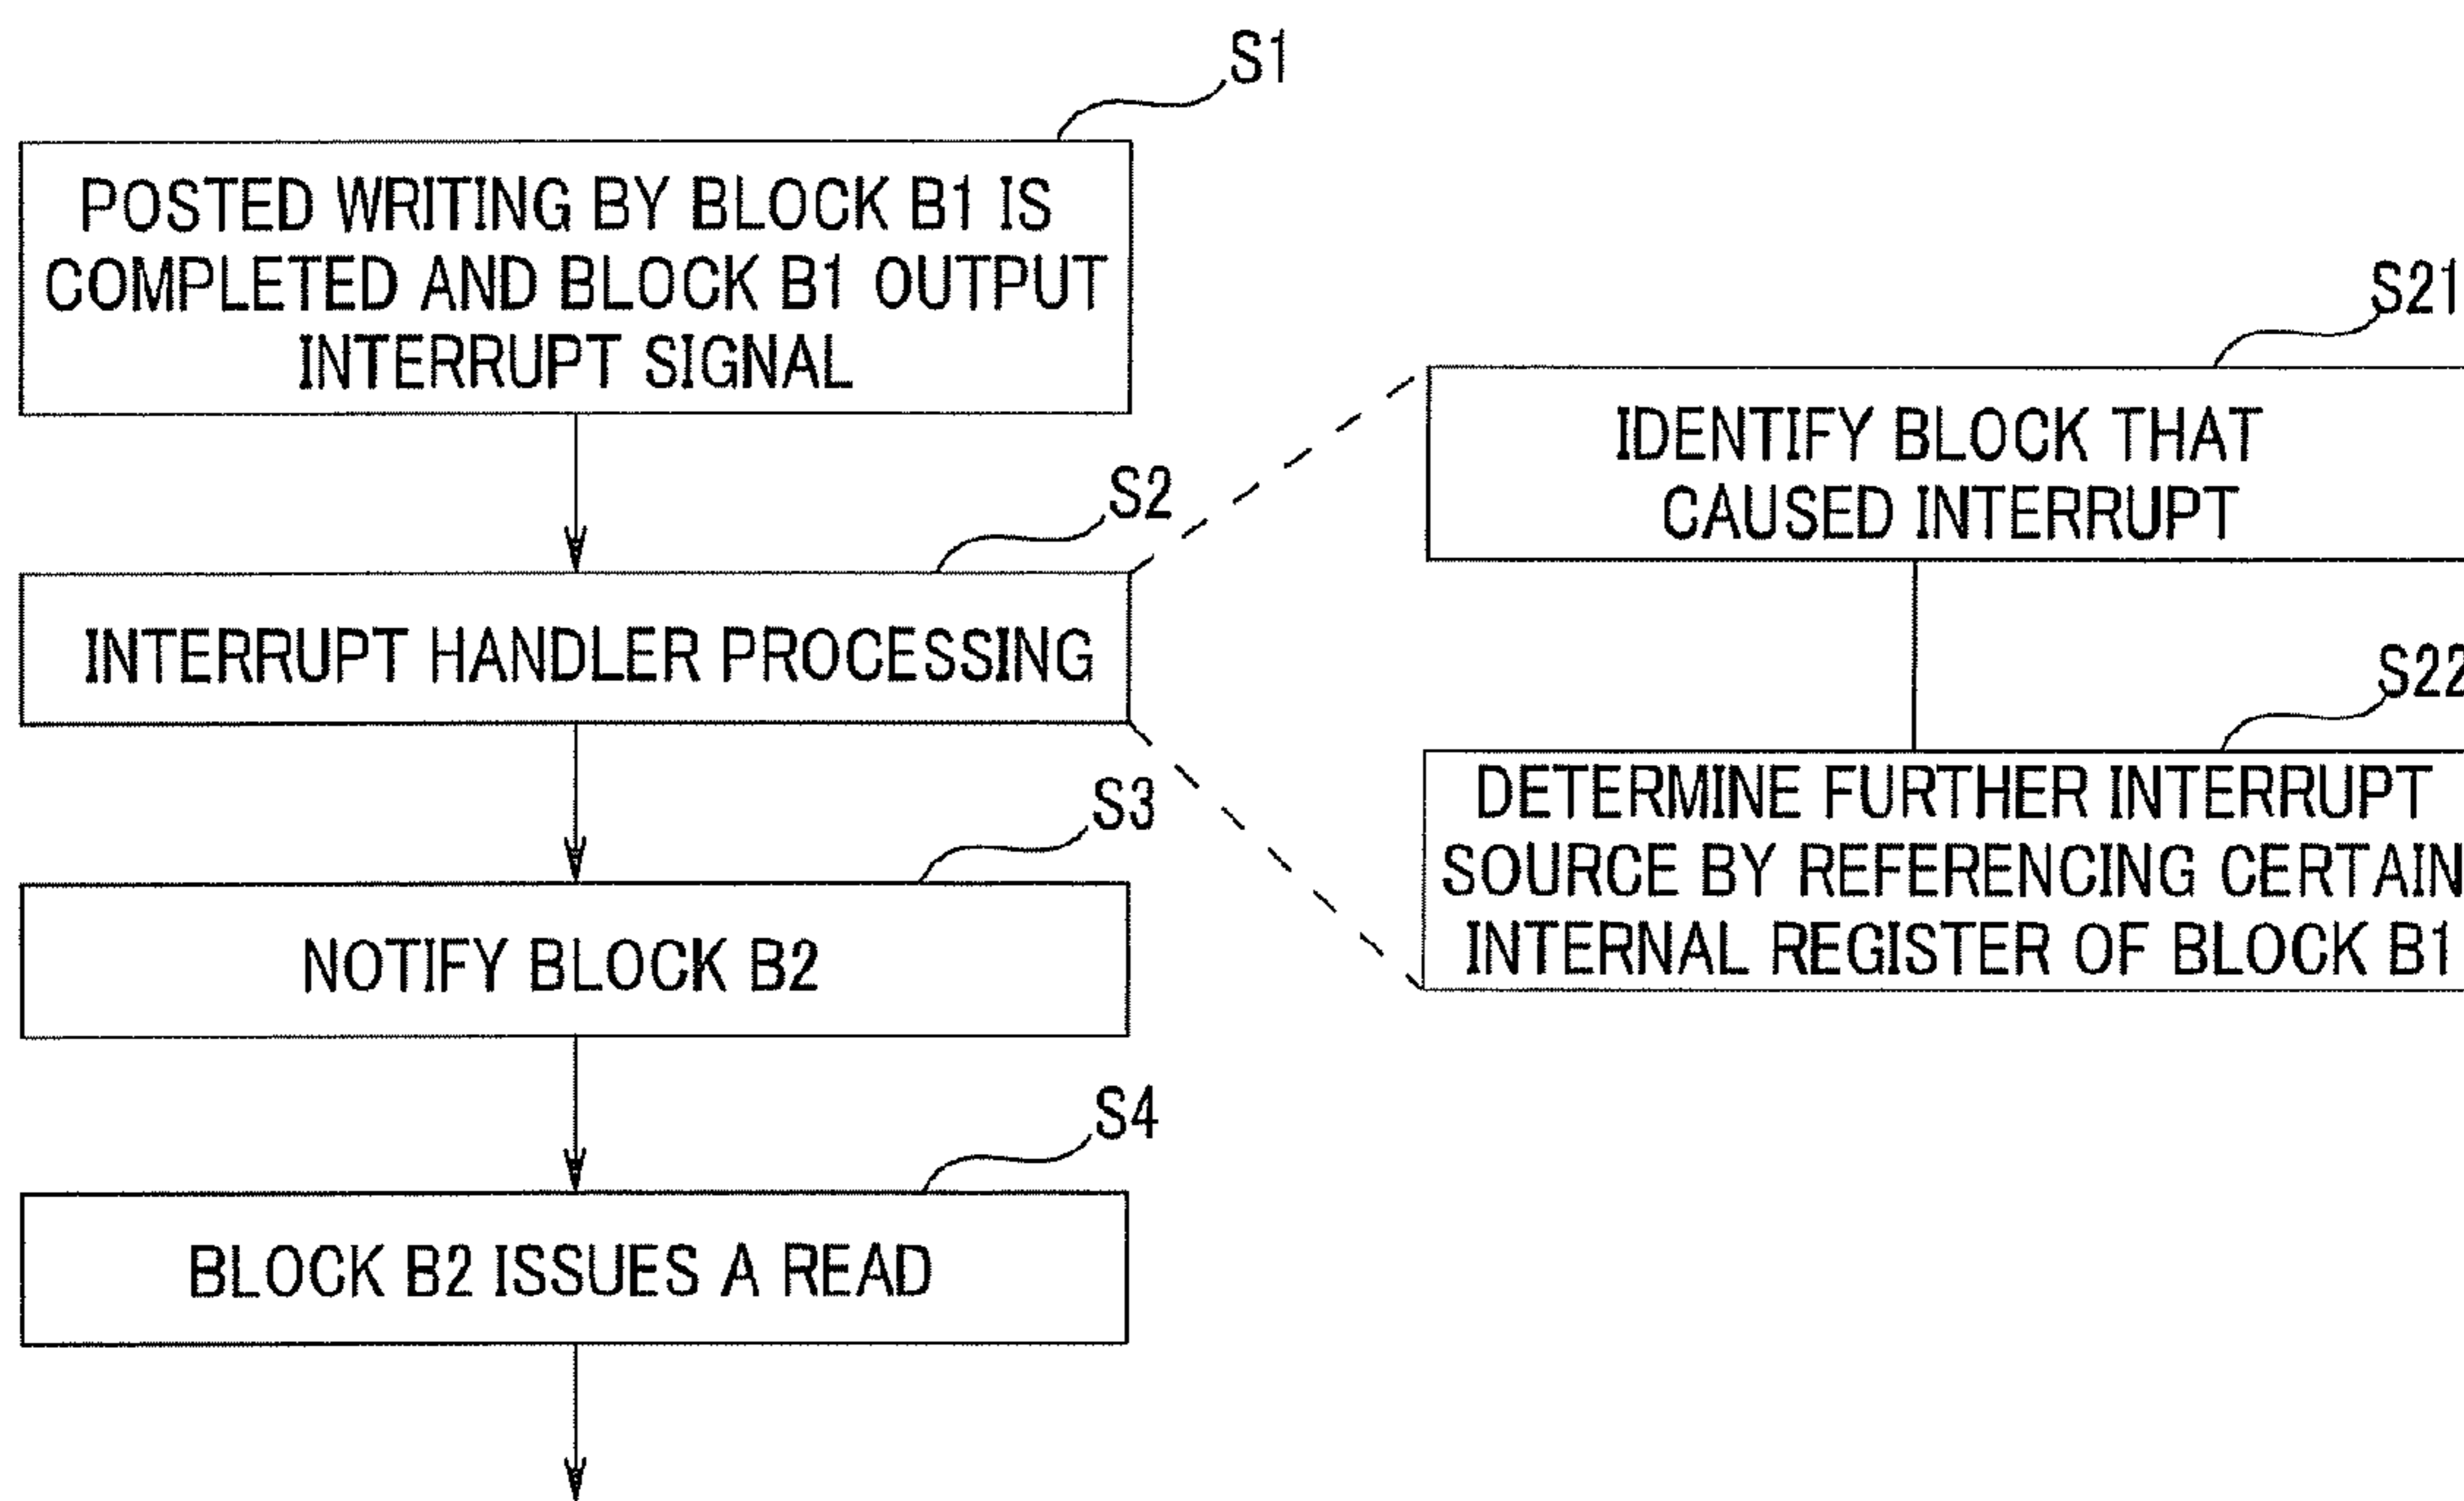 S1
POSTED WRITING BY BLOCK B1 IS
COMPLETED AND BLOCK B1 OUTPUT
INTERRUPT SIGNAL
S2
INTERRUPT HANDLER PROCESSING
S3
NOTIFY BLOCK B2
S4
BLOCK B2 ISSUES A READ
S21
IDENTIFY BLOCK THAT
CAUSED INTERRUPT
S22
DETERMINE FURTHER INTERRUPT
SOURCE BY REFERENCING CERTAIN
INTERNAL REGISTER OF BLOCK B1